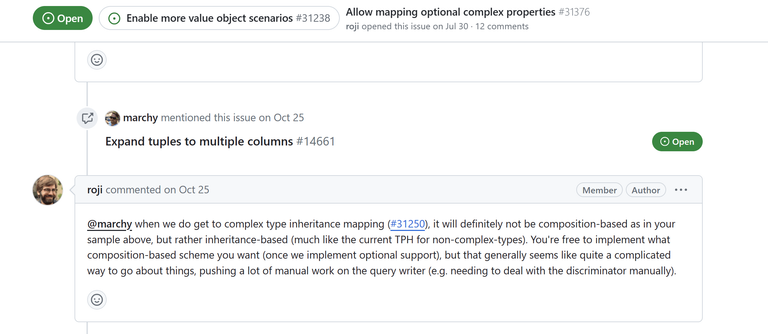 Open
Enable more value object scenarios #31238
Allow mapping optional complex properties #31376
roji opened this issue on Jul 30 · 12 comments
marchy mentioned this issue on Oct 25
Expand tuples to multiple columns #14661
Open
roji commented on Oct 25
Member
Author
@marchy when we do get to complex type inheritance mapping (#31250), it will definitely not be composition-based as in your
sample above, but rather inheritance-based (much like the current TPH for non-complex-types). You're free to implement what
composition-based scheme you want (once we implement optional support), but that generally seems like quite a complicated
way to go about things, pushing a lot of manual work on the query writer (e.g. needing to deal with the discriminator manually).